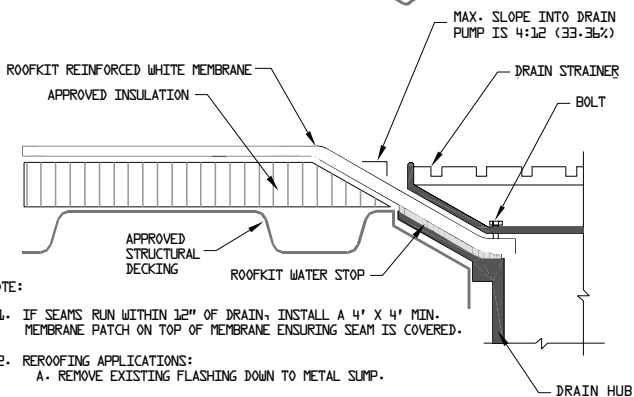 MAX. SLOPE INTO DRAIN
PUMP IS 4:12 (33.36%)
ROOFKIT REINFORCED WHITE MEMBRANE
DRAIN STRAINER
APPROVED INSULATION
BOLT
APPROVED
STRUCTURAL
DECKING
ROOFKIT WATER STOP
OTE:
1. IF SEAMS RUN WITHIN 12" OF DRAIN, INSTALL A 4' X 4' MIN.
MEMBRANE PATCH ON TOP OF MEMBRANE ENSURING SEAM IS COVERED.
2. REROOFING APPLICATIONS:
A. REMOVE EXISTING FLASHING DOWN TO METAL SUMP.
DRAIN HUB